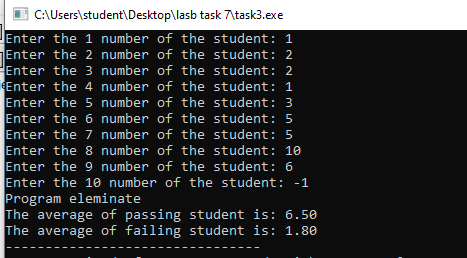 C:\Users\student\Desktop\lasb task 7\task3.exe
Enter the 1 number of the student: 1
Enter the 2 number of the student: 2
Enter the 3 number of the student: 2
Enter the 4 number of the student: 1
Enter the 5 number of the student: 3
Enter the 6 number of the student: 5
Enter the 7 number of the student: 5
Enter the 8 number of the student: 10
Enter the 9 number of the student: 6
Enter the 10 number of the student: -1
Program eleminate
The average of passing student is: 6.50
The average of failing student is: 1.80
--------------------------------